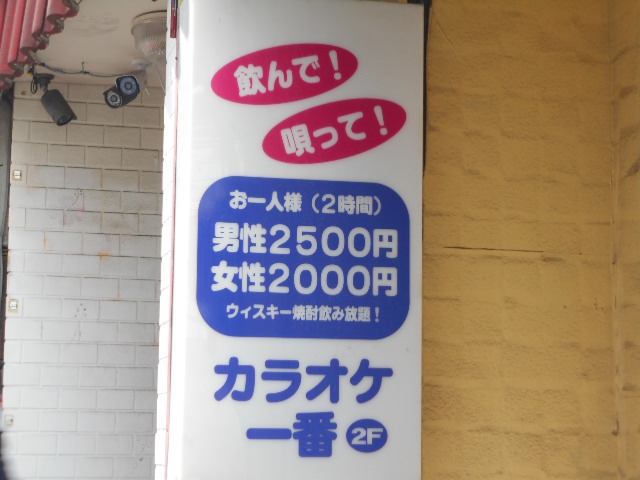 飲んで！
唄って！
お一人様（２時間）
男性２５００円
女性２０００円
ウィスキー焼酎飲み放題！
カラオケ
一番 2F